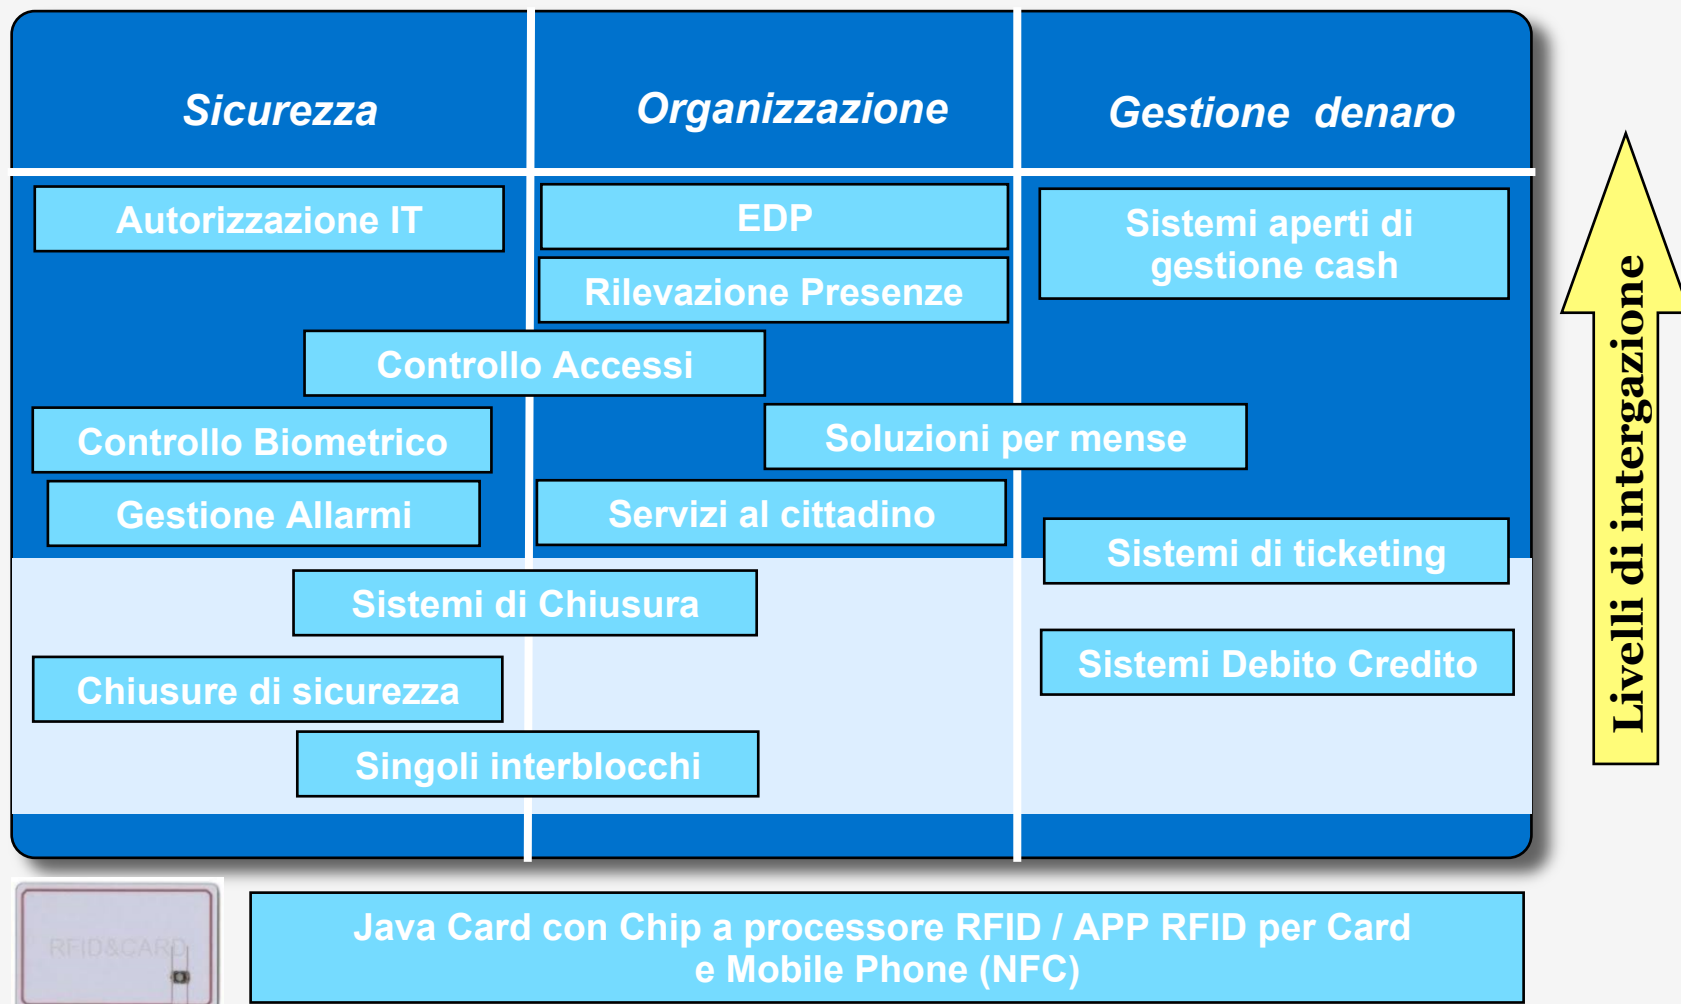 Sicurezza
Organizzazione
Gestione denaro
Autorizzazione IT
EDP
Sistemi aperti di
gestione cash
Rilevazione Presenze
Controllo Accessi
Controllo Biometrico
Soluzioni per mense
Gestione Allarmi
Servizi al cittadino
Sistemi di ticketing
Sistemi di Chiusura
Sistemi Debito Credito
Chiusure di sicurezza
Singoli interblocchi
Livelli di intergazione
RFID&CARD
Java Card con Chip a processore RFID / APP RFID per Card
e Mobile Phone (NFC)